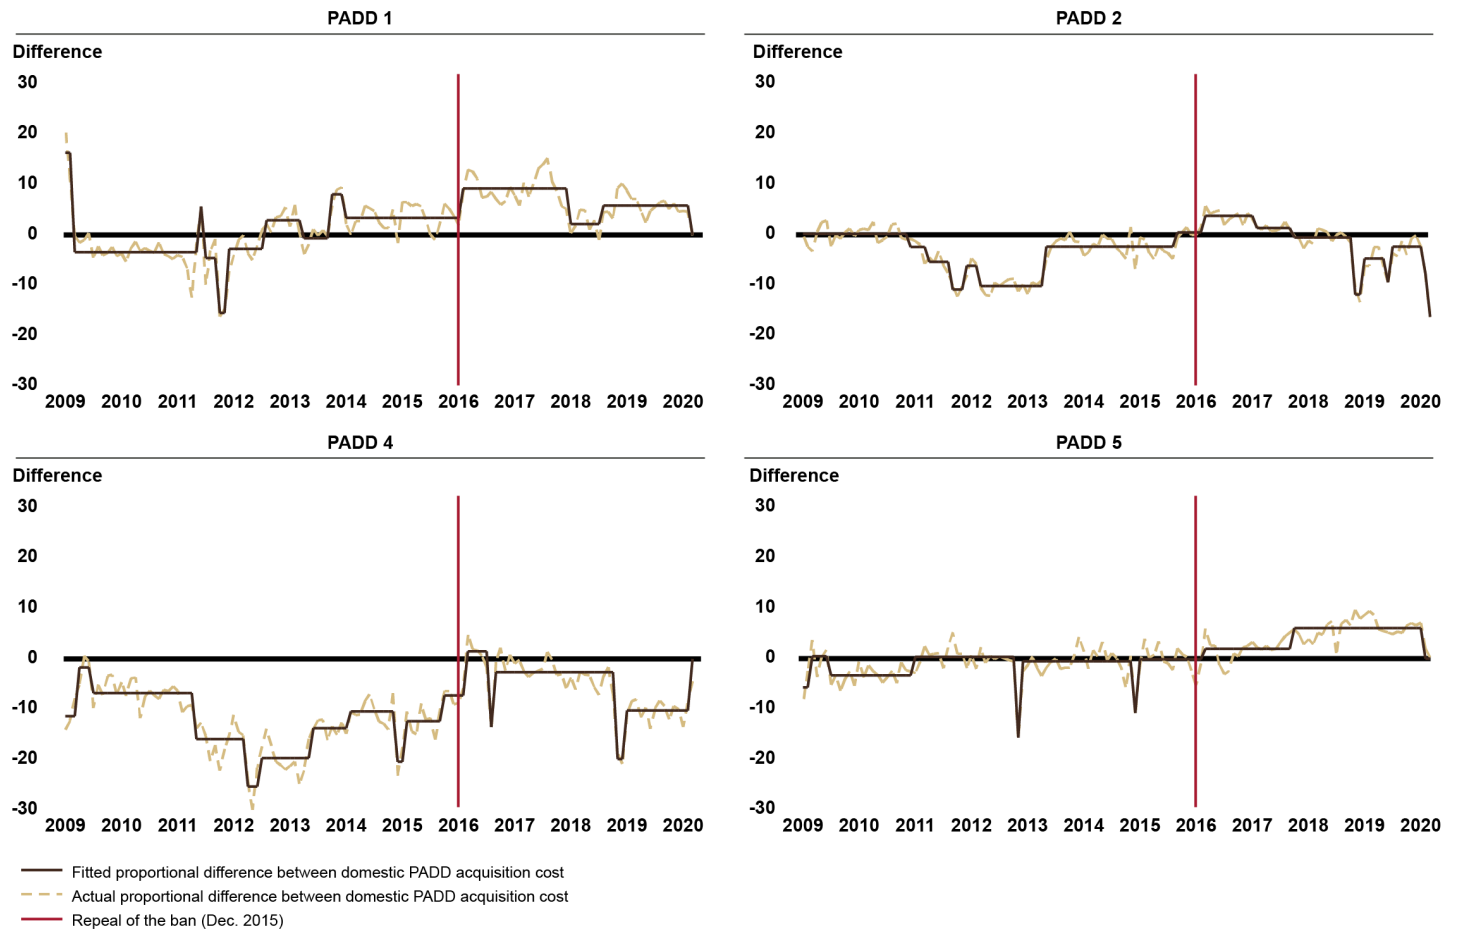 PADD 1
Difference
30
20
10
0
-10
-20
-30
2009 2010 2011 2012 2013 2014 2015 2016 2017 2018 2019 2020
PADD 2
Difference
30
20
10
0
-10
-20
-30
2009 2010 2011 2012 2013 2014 2015 2016 2017 2018 2019 2020
PADD 4
Difference
30
20
10
0
-10
-20
-30
2009 2010 2011 2012 2013 2014 2015 2016 2017 2018 2019 2020
PADD 5
Difference
30
20
10
0
-10
-20
-30
2009 2010 2011 2012 2013 2014 2015 2016 2017 2018 2019 2020
Fitted proportional difference between domestic PADD acquisition cost
Actual proportional difference between domestic PADD acquisition cost
Repeal of the ban (Dec. 2015)